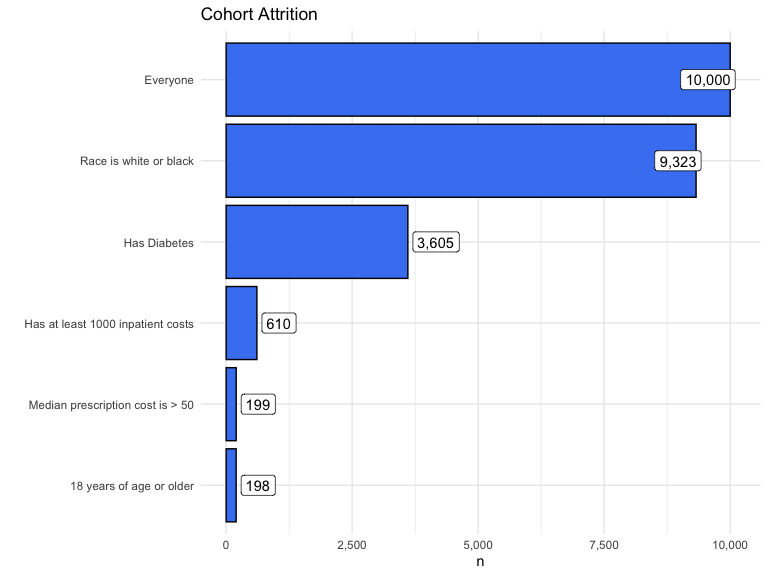 Cohort Attrition
Everyone
10,000
Race is white or black
9,323
Has Diabetes
3,605
Has at least 1000 inpatient costs
610
Median prescription cost is > 50
199
18 years of age or older
198
0
2,500
5,000
7,500
10,000
n